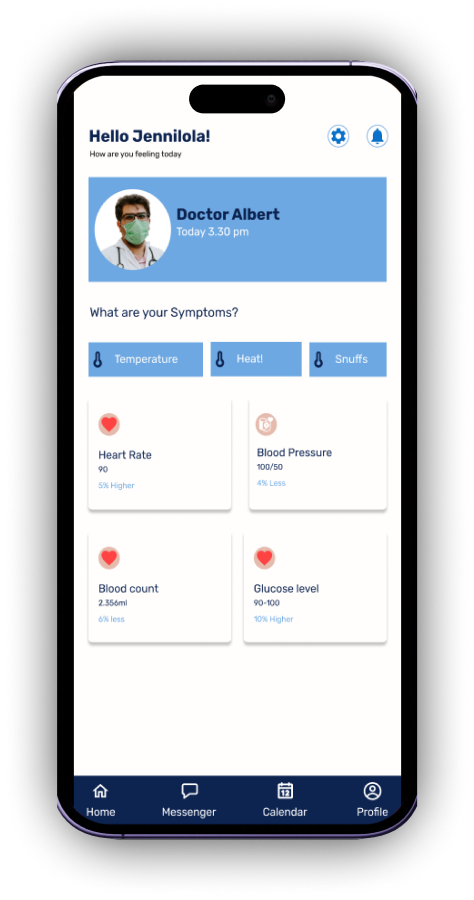 Hello Jennilola!
How are you feeling today
Doctor Albert
Today 3.30 pm
What are your Symptoms?
Temperature
Heat!
Snuffs
Heart Rate
90
5% Higher
Blood Pressure
100/50
4% Less
Blood count
2.356ml
6% less
Glucose level
90-100
10% Higher
12
Home
Messenger
Calendar
Profile